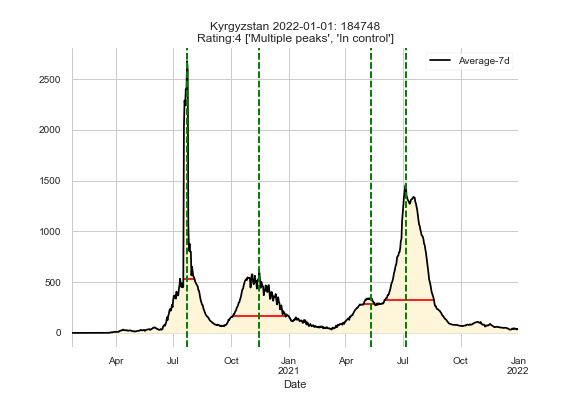 Kyrgyzstan 2022-01-01: 184748
Rating:4 ['Multiple peaks', 'In control']
Average-7d
2500
2000
1500
1000
500
0
Apr Jul Oct Jan Apr Jul Oct Jan
2021 2022
Date